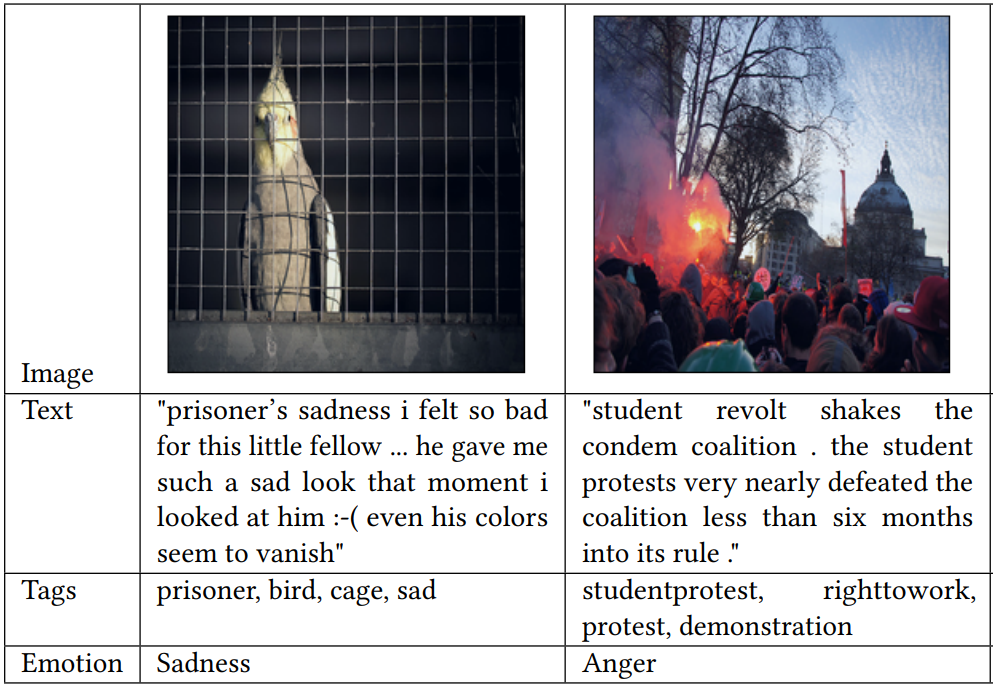 Image
Text
"prisoner’s sadness i felt so bad
for this little fellow ... he gave me
such a sad look that moment i
looked at him :-( even his colors
seem to vanish"
"student revolt shakes the
condem coalition . the student
protests very nearly defeated the
coalition less than six months
into its rule ."
Tags
prisoner, bird, cage, sad
studentprotest, righttowork,
protest, demonstration
Emotion
Sadness
Anger